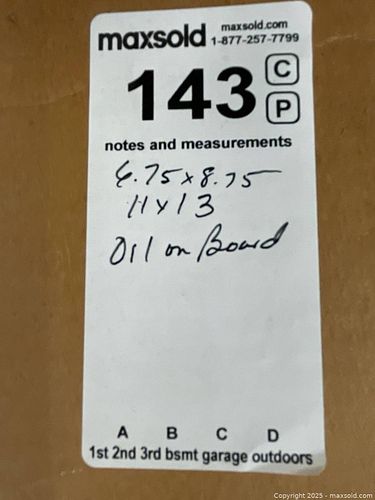 maxsold maxsold.com
1-877-257-7799
143 C
P
notes and measurements
6.75 x 8.75
11 x 13
Oil on Board
A B C D
1st 2nd 3rd bsmt garage outdoors
Copyright 2025 - maxsold.com